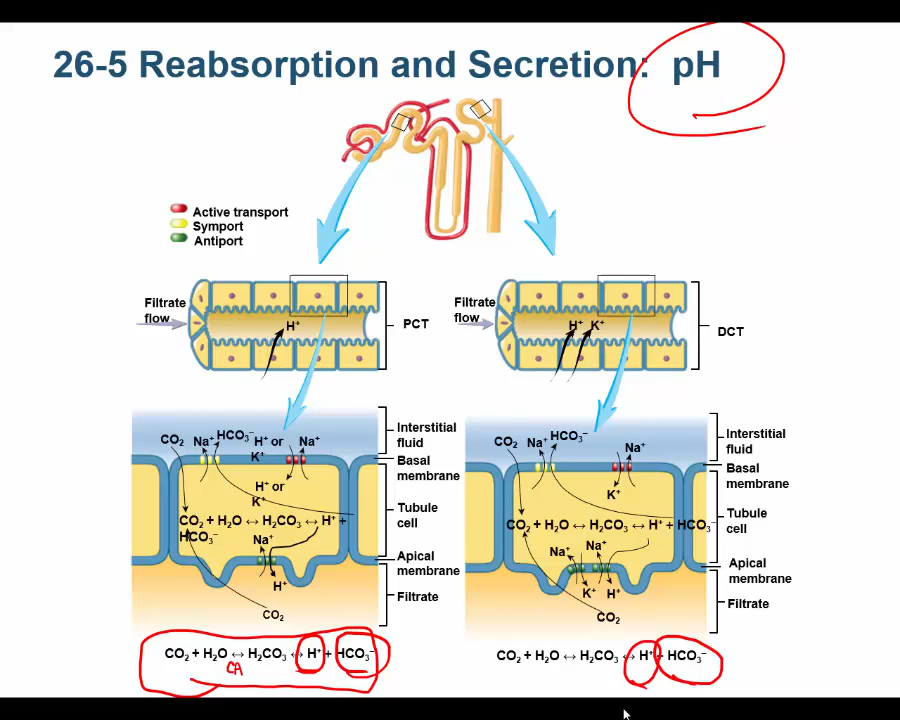 26-5 Reabsorption and Secretion: pH
Active transport
Symport
Antiport
Filtrate flow
H⁺
PCT
Filtrate flow
H⁺ K⁺
DCT
CO₂
Na⁺
HCO₃⁻
H⁺ or
K⁺
Na⁺
Interstitial
fluid
Basal
membrane
H⁺ or
K⁺
Tubule
cell
CO₂ + H₂O ↔ H₂CO₃ ↔ H⁺ +
HCO₃⁻
Na⁺
Apical
membrane
H⁺
Filtrate
CO₂
CO₂ + H₂O ↔ H₂CO₃ ↔ H⁺ + HCO₃⁻
CA
CO₂
Na⁺
HCO₃⁻
Na⁺
Interstitial
fluid
Basal
membrane
K⁺
Tubule
cell
CO₂ + H₂O ↔ H₂CO₃ ↔ H⁺ + HCO₃⁻
Na⁺
Na⁺
Apical
membrane
K⁺
H⁺
Filtrate
CO₂
CO₂ + H₂O ↔ H₂CO₃ ↔ H⁺ + HCO₃⁻